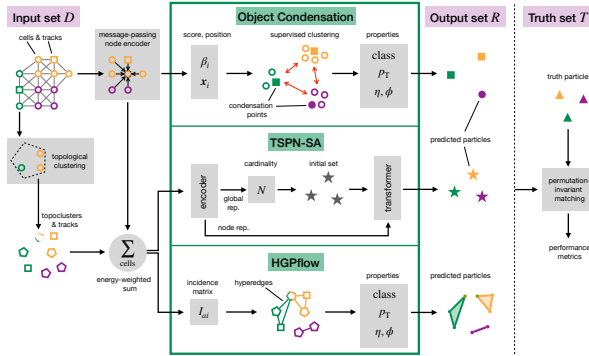 Input set D
cells & tracks
message-passing
node encoder
topological
clustering
topoclusters & tracks
∑
cells
energy-weighted
sum
Object Condensation
score, position
β_i
x_i
supervised clustering
condensation
points
properties
class
p_T
η, ϕ
TSPN-SA
encoder
global
rep.
cardinality
N
initial set
node rep.
transformer
HGPflow
incidence
matrix
I_ai
hyperedges
properties
class
p_T
η, ϕ
Output set R
predicted particles
predicted particles
Truth set T
truth particles
permutation-
invariant
matching
performance
metrics